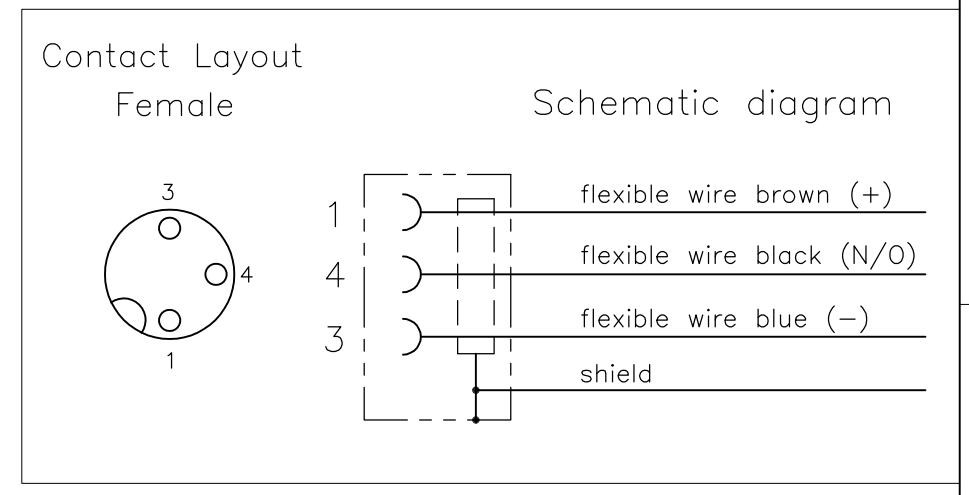 Contact Layout
Female
3
4
1
Schematic diagram
1 flexible wire brown (+)
4 flexible wire black (N/O)
3 flexible wire blue (−)
shield